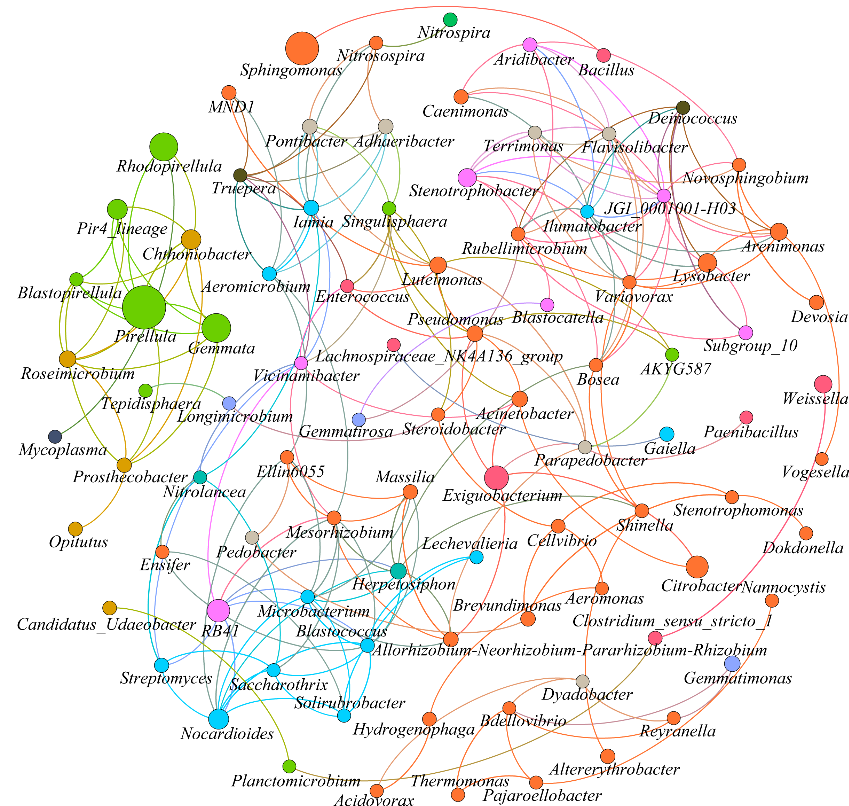 Nitrospira
Sphingomonas
Nitrosospira
Aridibacter
Bacillus
MND1
Caenimonas
Deinococcus
Pontibacter
Adhaeribacter
Terrimonas
Flavisolibacter
Rhodopirellula
Truepera
Stenotrophobacter
Novosphingobium
JGI_0001001-H03
Pir4_lineage
Iamia
Singulisphaera
Ilumatobacter
Chthoniobacter
Rubellimicrobium
Arenimonas
Aeromicrobium
Luteimonas
Lysobacter
Blastopirellula
Enterococcus
Variovorax
Pirellula
Pseudomonas
Blastocatella
Devosia
Gemmata
Subgroup_10
Lachnospiraceae_NK4A136_group
Roseimicrobium
Vicinamibacter
Bosea
AKYG587
Weissella
Tepidisphaera
Longimicrobium
Gemmatirosa
Steroidobacter
Acinetobacter
Paenibacillus
Mycoplasma
Gaiella
Parapedobacter
Prosthecobacter
Ellin6055
Vogesella
Nitrolancea
Massilia
Exiguobacterium
Stenotrophomonas
Mesorhizobium
Shinella
Opitutus
Cellvibrio
Dokdonella
Lechevalieria
Pedobacter
Ensifer
Herpetosiphon
Citrobacter
Nannocystis
Aeromonas
Microbacterium
Brevundimonas
Candidatus_Udaeobacter
RB41
Blastococcus
Clostridium_sensu_stricto_1
Allorhizobium-Neorhizobium-Pararhizobium-Rhizobium
Streptomyces
Saccharothrix
Gemmatimonas
Solirubrobacter
Dyadobacter
Nocardioides
Hydrogenophaga
Bdellovibrio
Reyranella
Planctomicrobium
Thermomonas
Altererythrobacter
Acidovorax
Pajaroellobacter